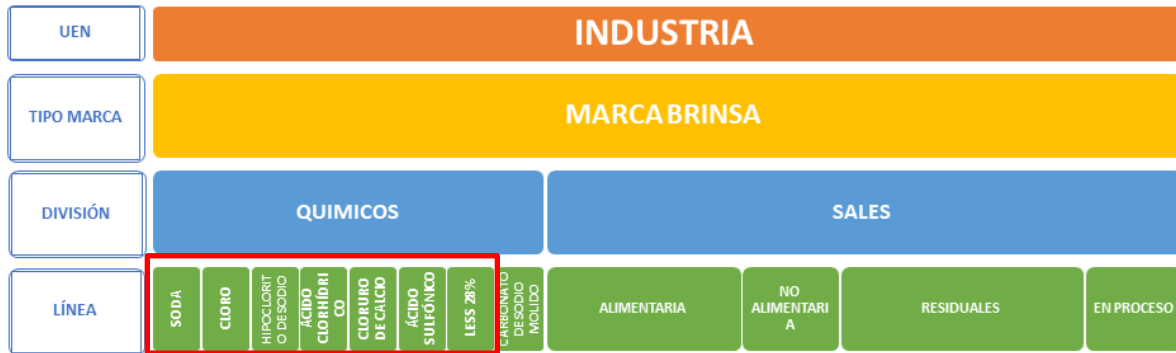 UEN
INDUSTRIA
TIPO MARCA
MARCA BRINSA
DIVISIÓN
QUIMICOS
SALES
LÍNEA
SODA
CLORO
HIPOCLORIT
O DE SODIO
ÁCIDO
CLORHÍDRI
CO
CLORURO
DE CALCIO
ÁCIDO
SULFÓNICO
LESS 28%
CARBONATO
DE SODIO
MOLIDO
ALIMENTARIA
NO
ALIMENTARI
A
RESIDUALES
EN PROCESO